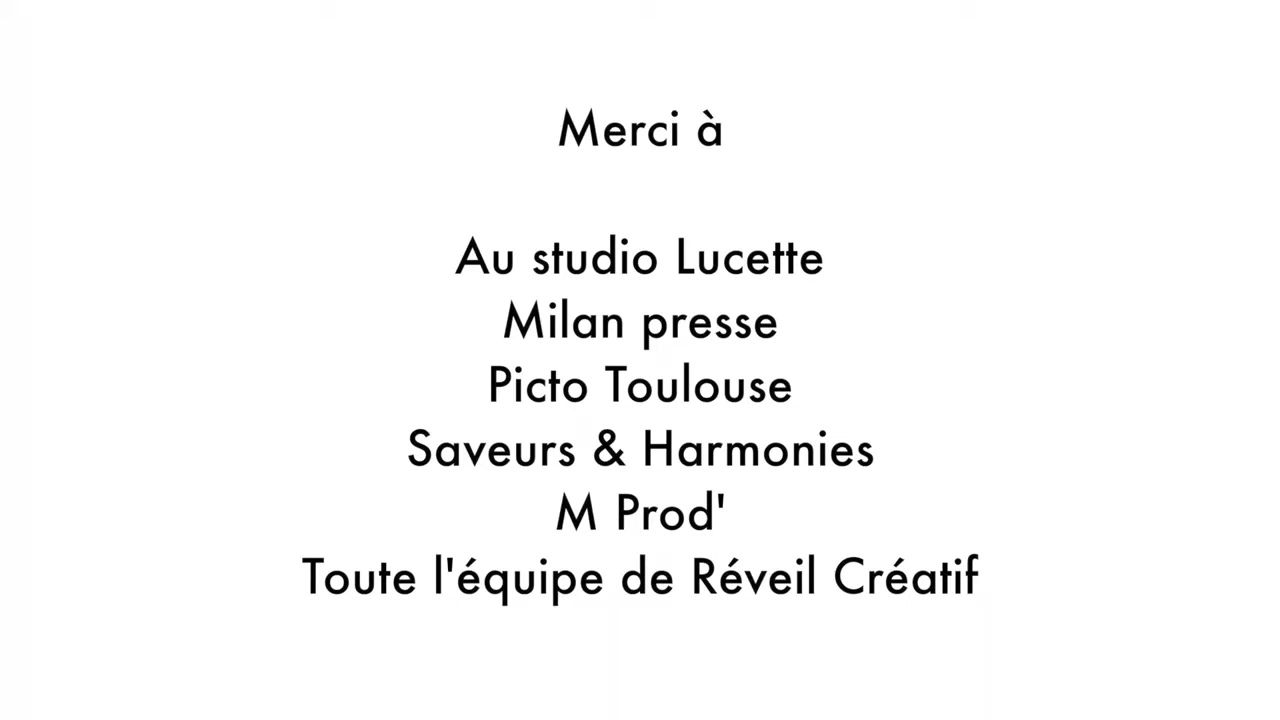 Merci à
Au studio Lucette
Milan presse
Picto Toulouse
Saveurs & Harmonies
M Prod'
Toute l'équipe de Réveil Créatif